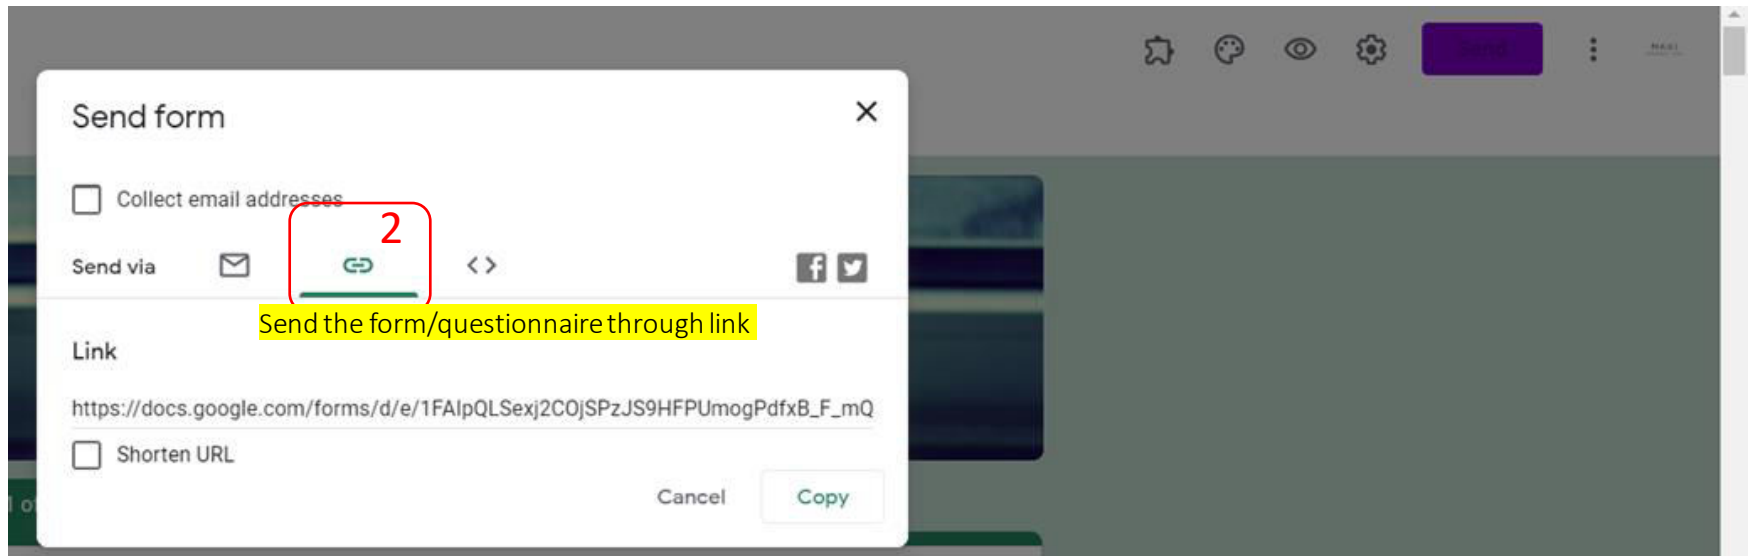 Send
Send form
Collect email addresses
2
Send via
Send the form/questionnaire through link
Link
https://docs.google.com/forms/d/e/1FAIpQLSexj2COjSPzJS9HFPUmogPdfxB_F_mQ
Shorten URL
Cancel Copy